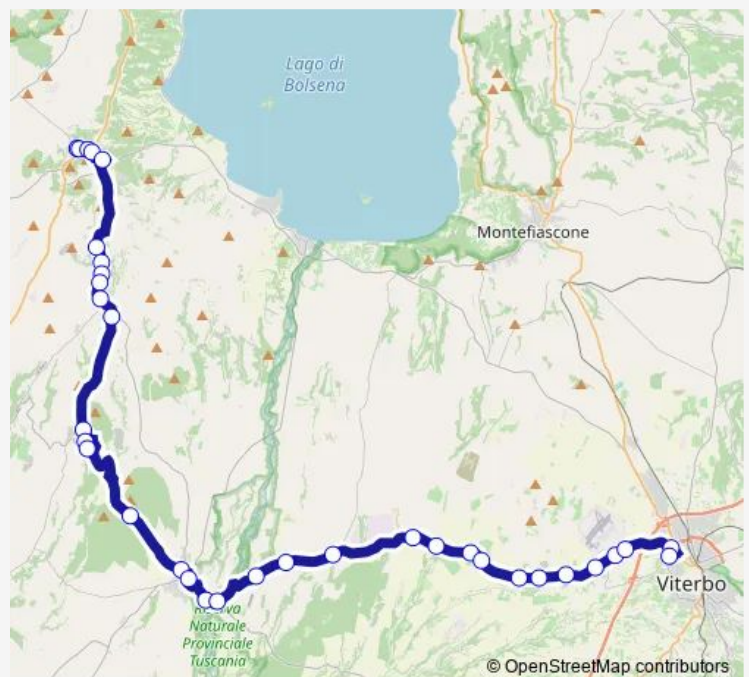 Lago di
Bolsena
Montefiascone
Viterbo
Riserva
Naturale
Provinciale
Tuscania
© OpenStreetMap contributors